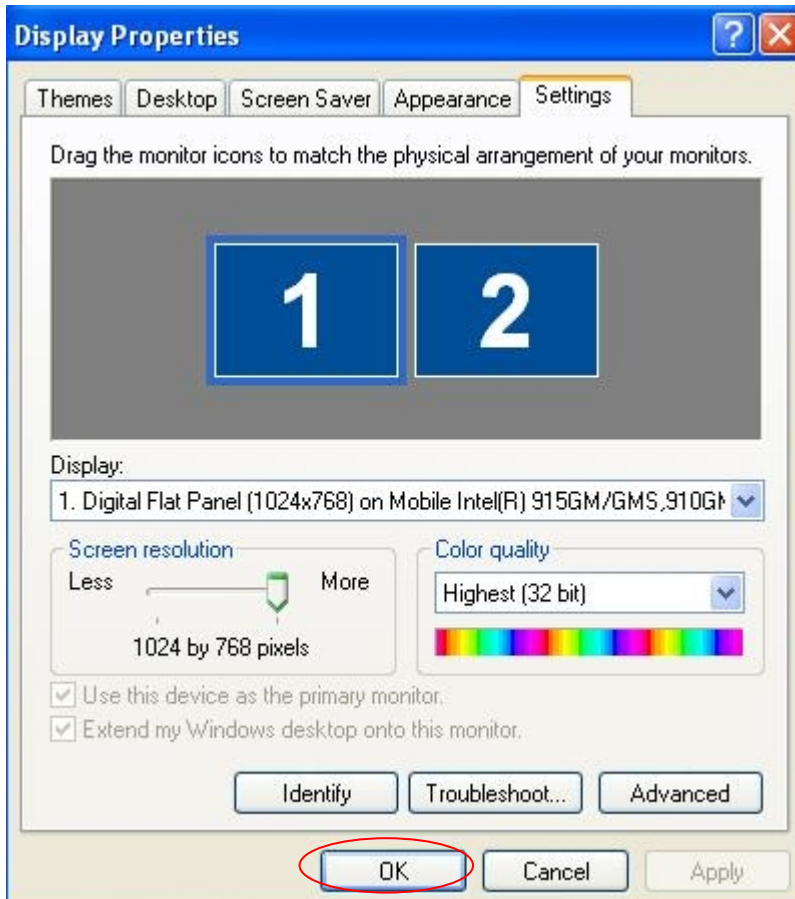 Display Properties
?
Themes Desktop Screen Saver Appearance Settings
Drag the monitor icons to match the physical arrangement of your monitors.
1 2
Display:
1. Digital Flat Panel (1024x768) on Mobile Intel(R) 915GM/GMS,910GM
Screen resolution Color quality
Less More Highest (32 bit)
1024 by 768 pixels
Use this device as the primary monitor.
Extend my Windows desktop onto this monitor.
Identify Troubleshoot... Advanced
OK Cancel Apply